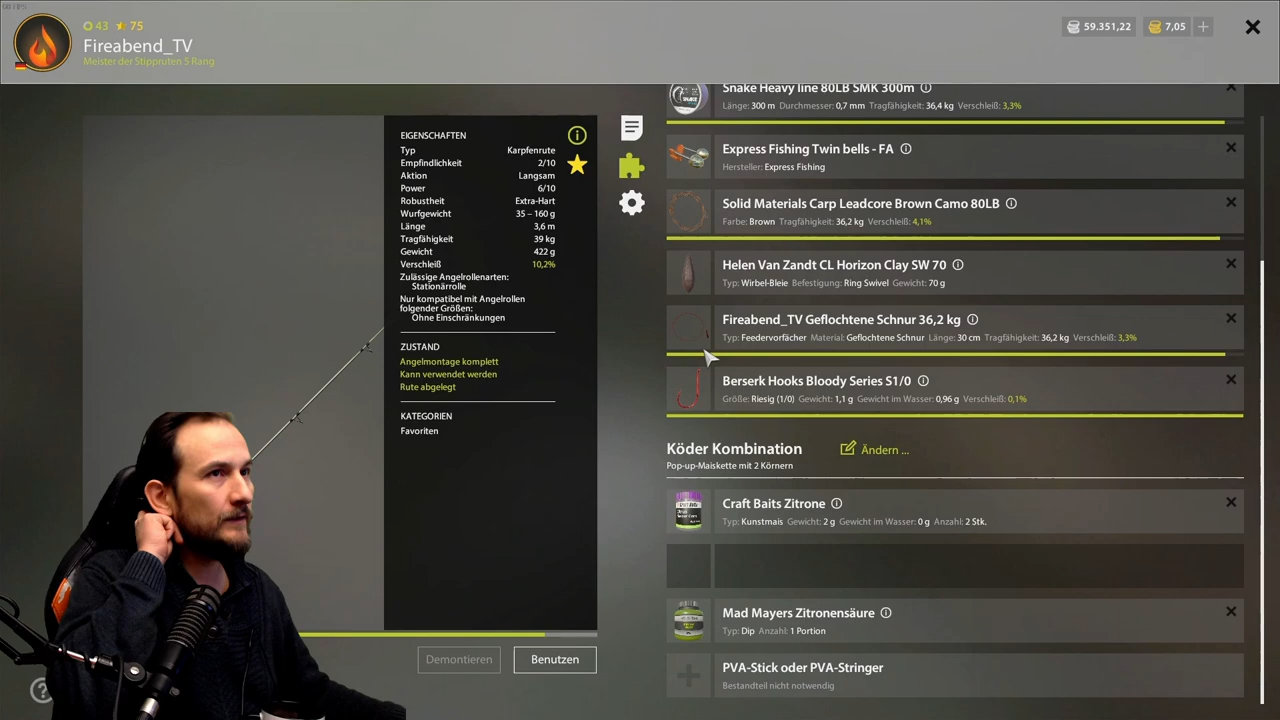 43 75
Fireabend_TV
Meister der Stippruten S Rang
59.351,22
7,05
EIGENSCHAFTEN
Typ Karpfenrute
Empfindlichkeit 2/10
Aktion Langsam
Power 6/10
Robustheit Extra-Hart
Wurfgewicht 35 – 160 g
Länge 3,6 m
Tragfähigkeit 39 kg
Gewicht 422 g
Verschleiß 10,2%
Zulässige Angelrollenarten:
Stationärrolle
Nur kompatibel mit Angelrollen
folgender Größen:
Ohne Einschränkungen
ZUSTAND
Angelmontage komplett
Kann verwendet werden
Rute abgelegt
KATEGORIEN
Favoriten
Demontieren
Benutzen
Snake Heavy line 80LB SMK 300m
Länge: 300 m Durchmesser: 0,7 mm Tragfähigkeit: 36,4 kg Verschleiß: 3,3%
Express Fishing Twin bells - FA
Hersteller: Express Fishing
Solid Materials Carp Leadcore Brown Camo 80LB
Farbe: Brown Tragfähigkeit: 36,2 kg Verschleiß: 4,1%
Helen Van Zandt CL Horizon Clay SW 70
Typ: Wirbel-Bleie Befestigung: Ring Swivel Gewicht: 70 g
Fireabend_TV Geflochtene Schnur 36,2 kg
Typ: Feedervorfächer Material: Geflochtene Schnur Länge: 30 cm Tragfähigkeit: 36,2 kg Verschleiß: 3,3%
Berserk Hooks Bloody Series S1/0
Größe: Riesig (1/0) Gewicht: 1,1 g Gewicht im Wasser: 0,96 g Verschleiß: 0,1%
Köder Kombination
Ändern ...
Pop-up-Maiskette mit 2 Körnern
Craft Baits Zitrone
Typ: Kunstmais Gewicht: 2 g Gewicht im Wasser: 0 g Anzahl: 2 Stk.
Mad Mayers Zitronensäure
Typ: Dip Anzahl: 1 Portion
PVA-Stick oder PVA-Stringer
Bestandteil nicht notwendig